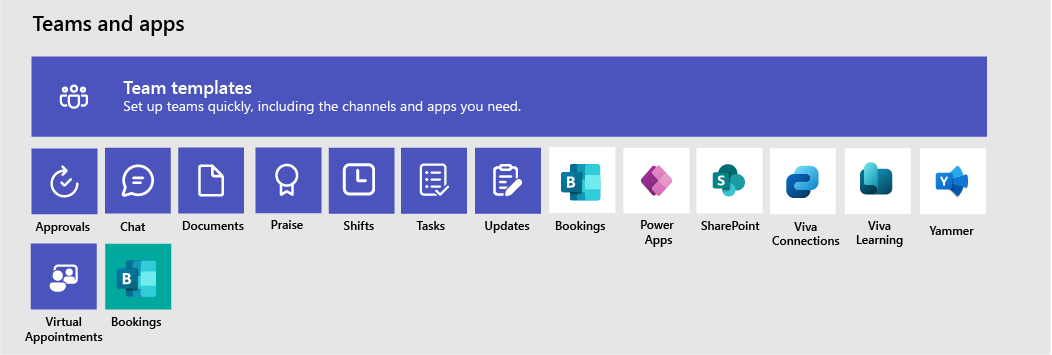 Teams and apps
Team templates
Set up teams quickly, including the channels and apps you need.
B
S
Y
Approvals
Chat
Documents
Praise
Shifts
Tasks
Updates
Bookings
Power
Apps
SharePoint
Viva
Connections
Viva
Learning
Yammer
B
Virtual
Appointments
Bookings